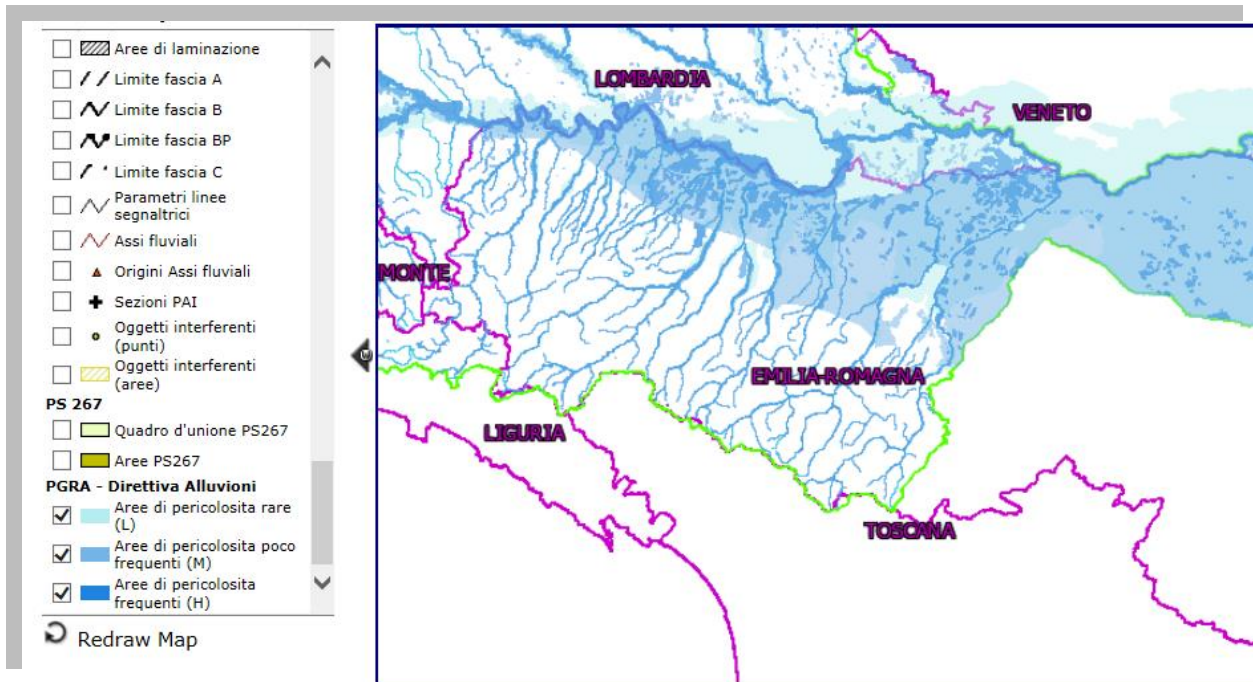 Aree di laminazione
Limite fascia A
Limite fascia B
Limite fascia BP
Limite fascia C
Parametri linee
segnaltrici
Assi fluviali
Origini Assi fluviali
Sezioni PAI
Oggetti interferenti
(punti)
Oggetti interferenti
(aree)
PS 267
Quadro d'unione PS267
Aree PS267
PGRA - Direttiva Alluvioni
Aree di pericolosita rare
(L)
Aree di pericolosita poco
frequenti (M)
Aree di pericolosita
frequenti (H)
Redraw Map
LOMBARDIA
VENETO
MONTE
EMILIA-ROMAGNA
LIGURIA
TOSCANA